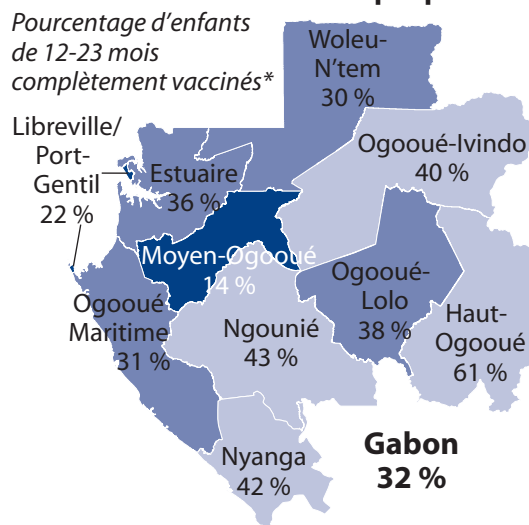 Pourcentage d’enfants
de 12-23 mois
complètement vaccinés*
Woleu-
N’tem
30 %
Libreville/
Port-
Gentil
22 %
Estuaire
36 %
Ogooué-Ivindo
40 %
Moyen-Ogooué
14 %
Ogooué-
Lolo
38 %
Haut-
Ogooué
61 %
Ogooué
Maritime
31 %
Ngounié
43 %
Nyanga
42 %
Gabon
32 %